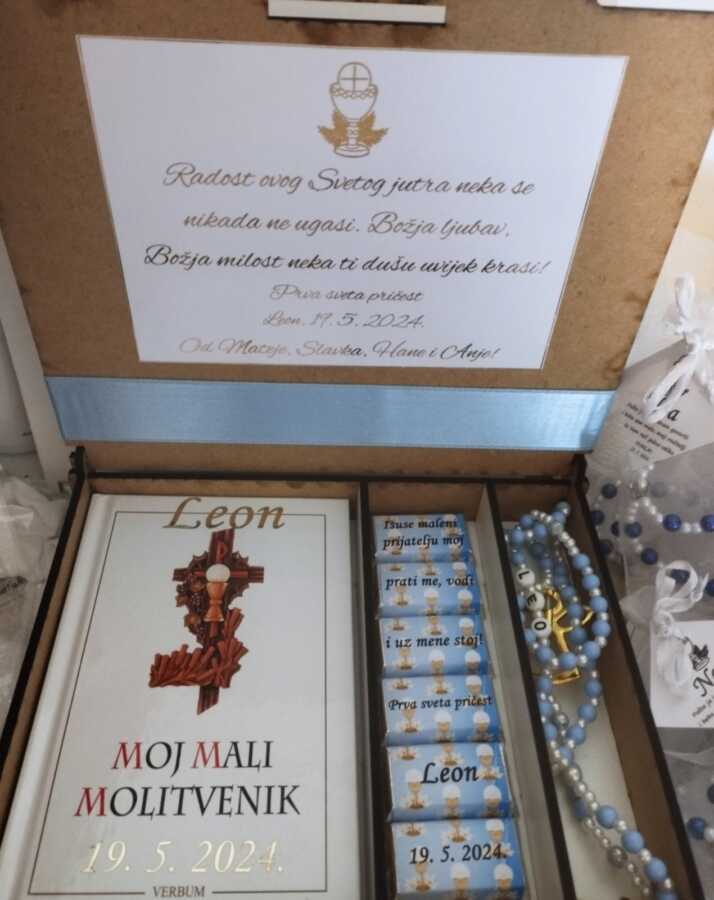 Radost ovog Svetog jutra neka se
nikada ne ugasi. Božja ljubav,
Božja milost neka ti dušu uvijek krasi!
Prva sveta pričest
Leon, 19. 5. 2024.
Od Mateje, Slavka, Hane i Anje!
Leon
MOJ MALI
MOLITVENIK
19. 5. 2024.
VERBUM
Isuse maleni
prijatelju moj
prati me, vodi
i uz mene stoj!
Prva sveta pričest
Leon
19. 5. 2024.
LEO